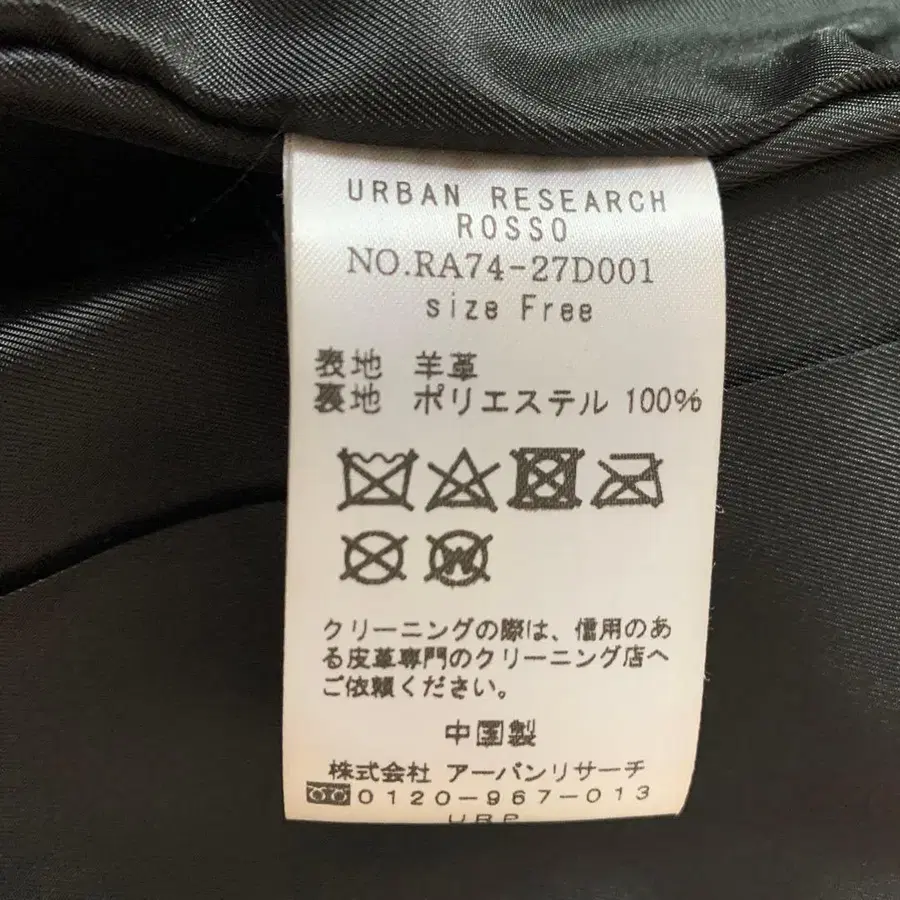 URBAN RESEARCH
ROSSO
NO.RA74-27D001
size Free
表地 羊革
裏地 ポリエステル 100%
クリーニングの際は、信用のあ
る皮革専門のクリーニング店へ
ご依頼ください。
中国製
株式会社 アーバンリサーチ
0120-967-013
URP